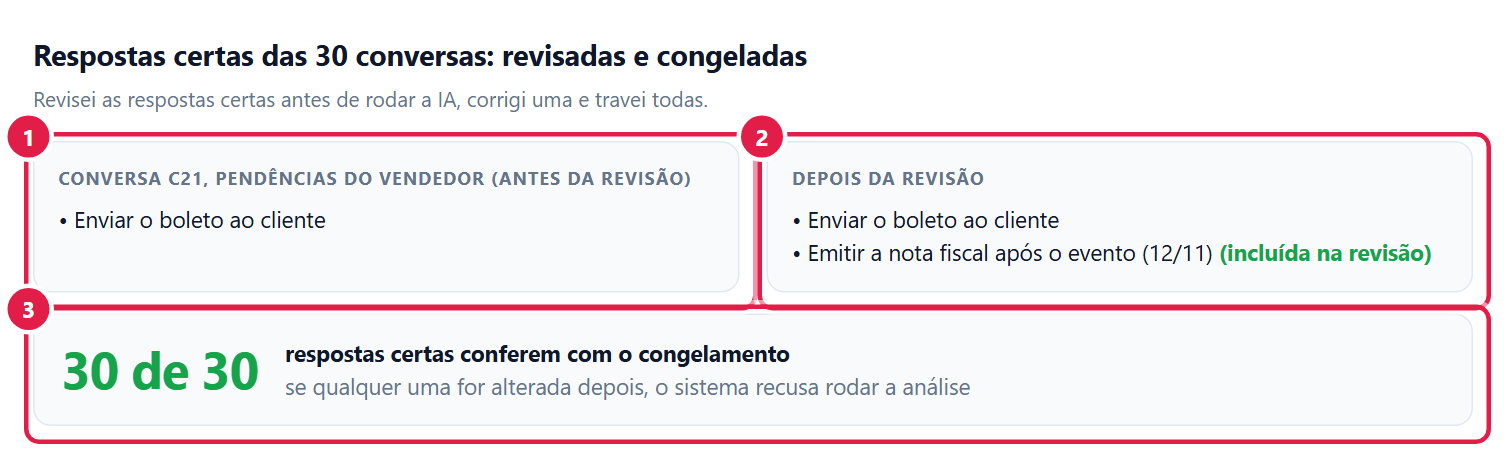 Respostas certas das 30 conversas: revisadas e congeladas
Revisei as respostas certas antes de rodar a IA, corrigi uma e travei todas.
1
CONVERSA C21, PENDÊNCIAS DO VENDEDOR (ANTES DA REVISÃO)
• Enviar o boleto ao cliente
2
DEPOIS DA REVISÃO
• Enviar o boleto ao cliente
• Emitir a nota fiscal após o evento (12/11) (incluída na revisão)
3
30 de 30
respostas certas conferem com o congelamento
se qualquer uma for alterada depois, o sistema recusa rodar a análise